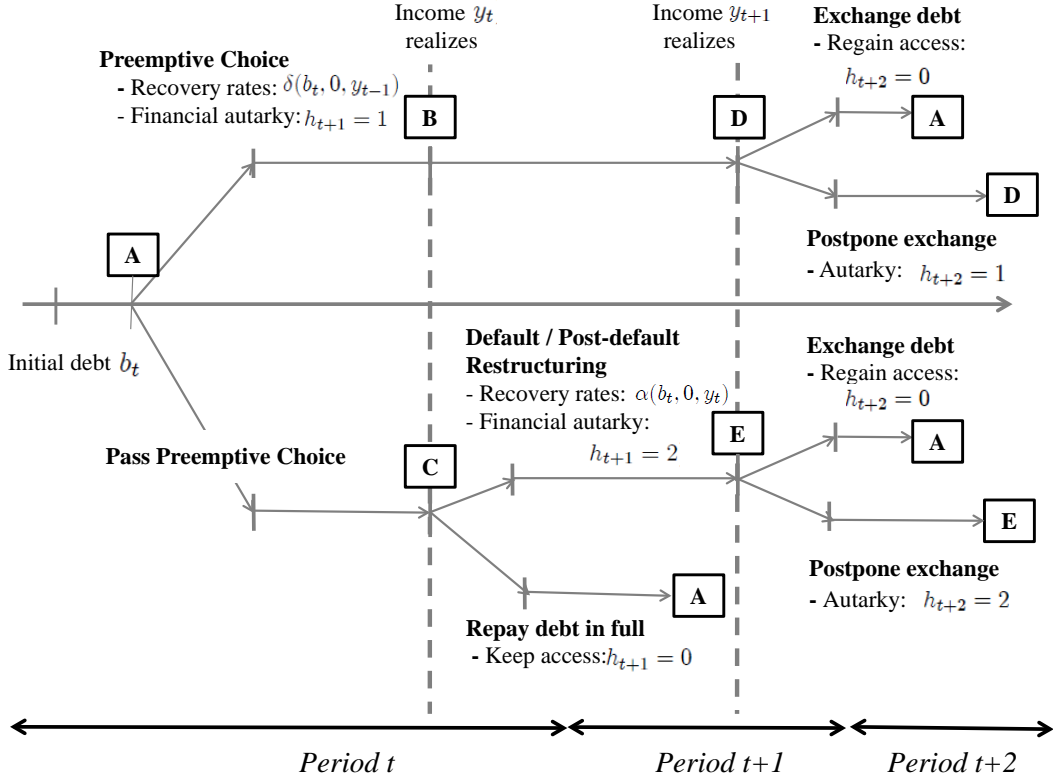 Income y_t
realizes
Income y_{t+1}
realizes
Exchange debt
- Regain access:
h_{t+2} = 0
Preemptive Choice
- Recovery rates: δ(b_t, 0, y_{t−1})
- Financial autarky: h_{t+1} = 1
B
D
A
D
A
Postpone exchange
- Autarky: h_{t+2} = 1
Initial debt b_t
Default / Post-default
Restructuring
- Recovery rates: α(b_t, 0, y_t)
- Financial autarky:
h_{t+1} = 2
Exchange debt
- Regain access:
h_{t+2} = 0
Pass Preemptive Choice
C
E
A
E
Postpone exchange
- Autarky: h_{t+2} = 2
A
Repay debt in full
- Keep access: h_{t+1} = 0
Period t
Period t+1
Period t+2